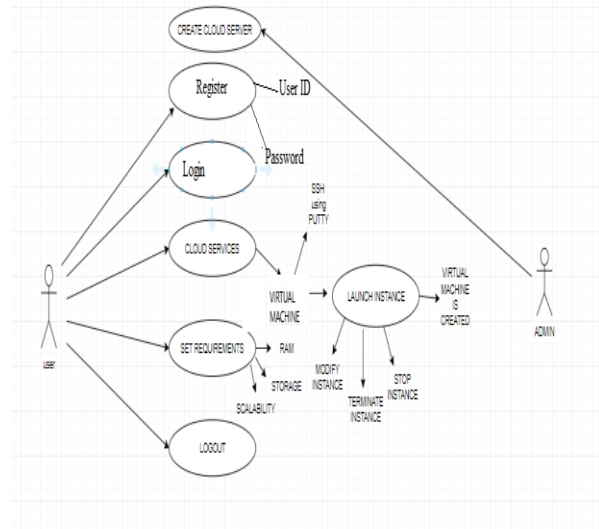 CREATE CLOUD SERVER
Register
User ID
Password
Login
SSH
using
PUTTY
CLOUD SERVICES
VIRTUAL
MACHINE
LAUNCH INSTANCE
VIRTUAL
MACHINE
IS
CREATED
ADMIN
user
SET REQUIREMENTS
RAM
STORAGE
SCALABILITY
MODIFY
INSTANCE
TERMINATE
INSTANCE
STOP
INSTANCE
LOGOUT